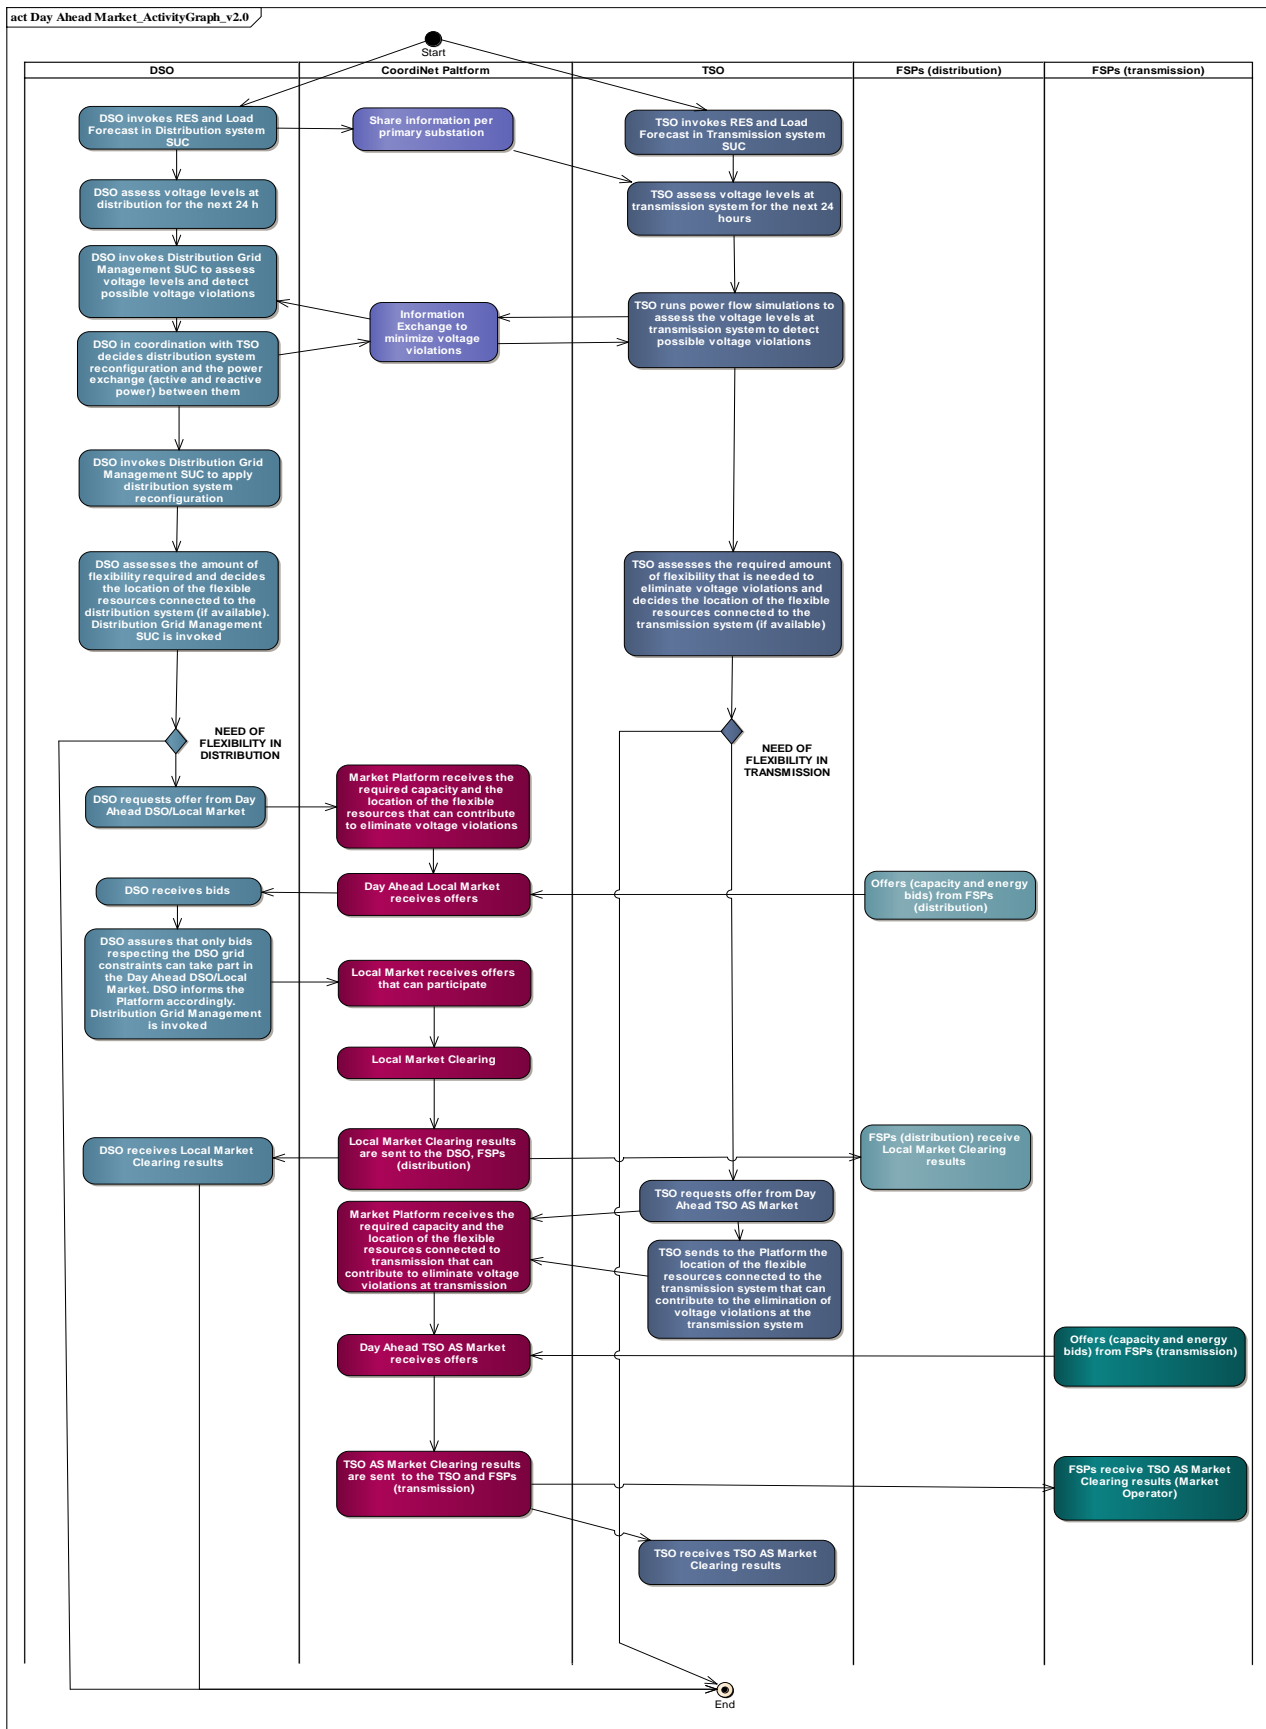 act Day Ahead Market_ActivityGraph_v2.0
Start
DSO
CoordiNet Paltform
TSO
FSPs (distribution)
FSPs (transmission)
DSO invokes RES and Load
Forecast in Distribution system
SUC
Share information per
primary substation
TSO invokes RES and Load
Forecast in Transmission system
SUC
DSO assess voltage levels at
distribution for the next 24 h
TSO assess voltage levels at
transmission system for the next 24
hours
DSO invokes Distribution Grid
Management SUC to assess
voltage levels and detect
possible voltage violations
Information
Exchange to
minimize voltage
violations
TSO runs power flow simulations to
assess the voltage levels at
transmission system to detect
possible voltage violations
DSO in coordination with TSO
decides distribution system
reconfiguration and the power
exchange (active and reactive
power) between them
DSO invokes Distribution Grid
Management SUC to apply
distribution system
reconfiguration
DSO assesses the amount of
flexibility required and decides
the location of the flexible
resources connected to the
distribution system (if available).
Distribution Grid Management
SUC is invoked
TSO assesses the required amount
of flexibility that is needed to
eliminate voltage violations and
decides the location of the flexible
resources connected to the
transmission system (if available)
NEED OF
FLEXIBILITY IN
DISTRIBUTION
NEED OF
FLEXIBILITY IN
TRANSMISSION
DSO requests offer from Day
Ahead DSO/Local Market
Market Platform receives the
required capacity and the
location of the flexible
resources that can contribute
to eliminate voltage violations
DSO receives bids
Day Ahead Local Market
receives offers
Offers (capacity and energy
bids) from FSPs
(distribution)
DSO assures that only bids
respecting the DSO grid
constraints can take part in
the Day Ahead DSO/Local
Market. DSO informs the
Platform accordingly.
Distribution Grid Management
is invoked
Local Market receives offers
that can participate
Local Market Clearing
DSO receives Local Market
Clearing results
Local Market Clearing results
are sent to the DSO, FSPs
(distribution)
FSPs (distribution) receive
Local Market Clearing
results
TSO requests offer from Day
Ahead TSO AS Market
Market Platform receives the
required capacity and the
location of the flexible
resources connected to
transmission that can
contribute to eliminate voltage
violations at transmission
TSO sends to the Platform the
location of the flexible
resources connected to the
transmission system that can
contribute to the elimination of
voltage violations at the
transmission system
Day Ahead TSO AS Market
receives offers
Offers (capacity and energy
bids) from FSPs (transmission)
TSO AS Market Clearing results
are sent  to the TSO and FSPs
(transmission)
FSPs receive TSO AS Market
Clearing results (Market
Operator)
TSO receives TSO AS Market
Clearing results
End